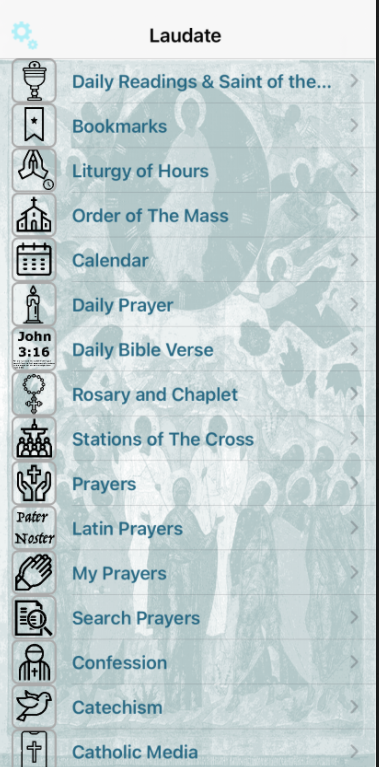 Laudate
Daily Readings & Saint of the...
Bookmarks
Liturgy of Hours
Order of The Mass
Calendar
Daily Prayer
John
3:16
Daily Bible Verse
Rosary and Chaplet
Stations of The Cross
Prayers
Pater
Noster
Latin Prayers
My Prayers
Search Prayers
Confession
Catechism
Catholic Media